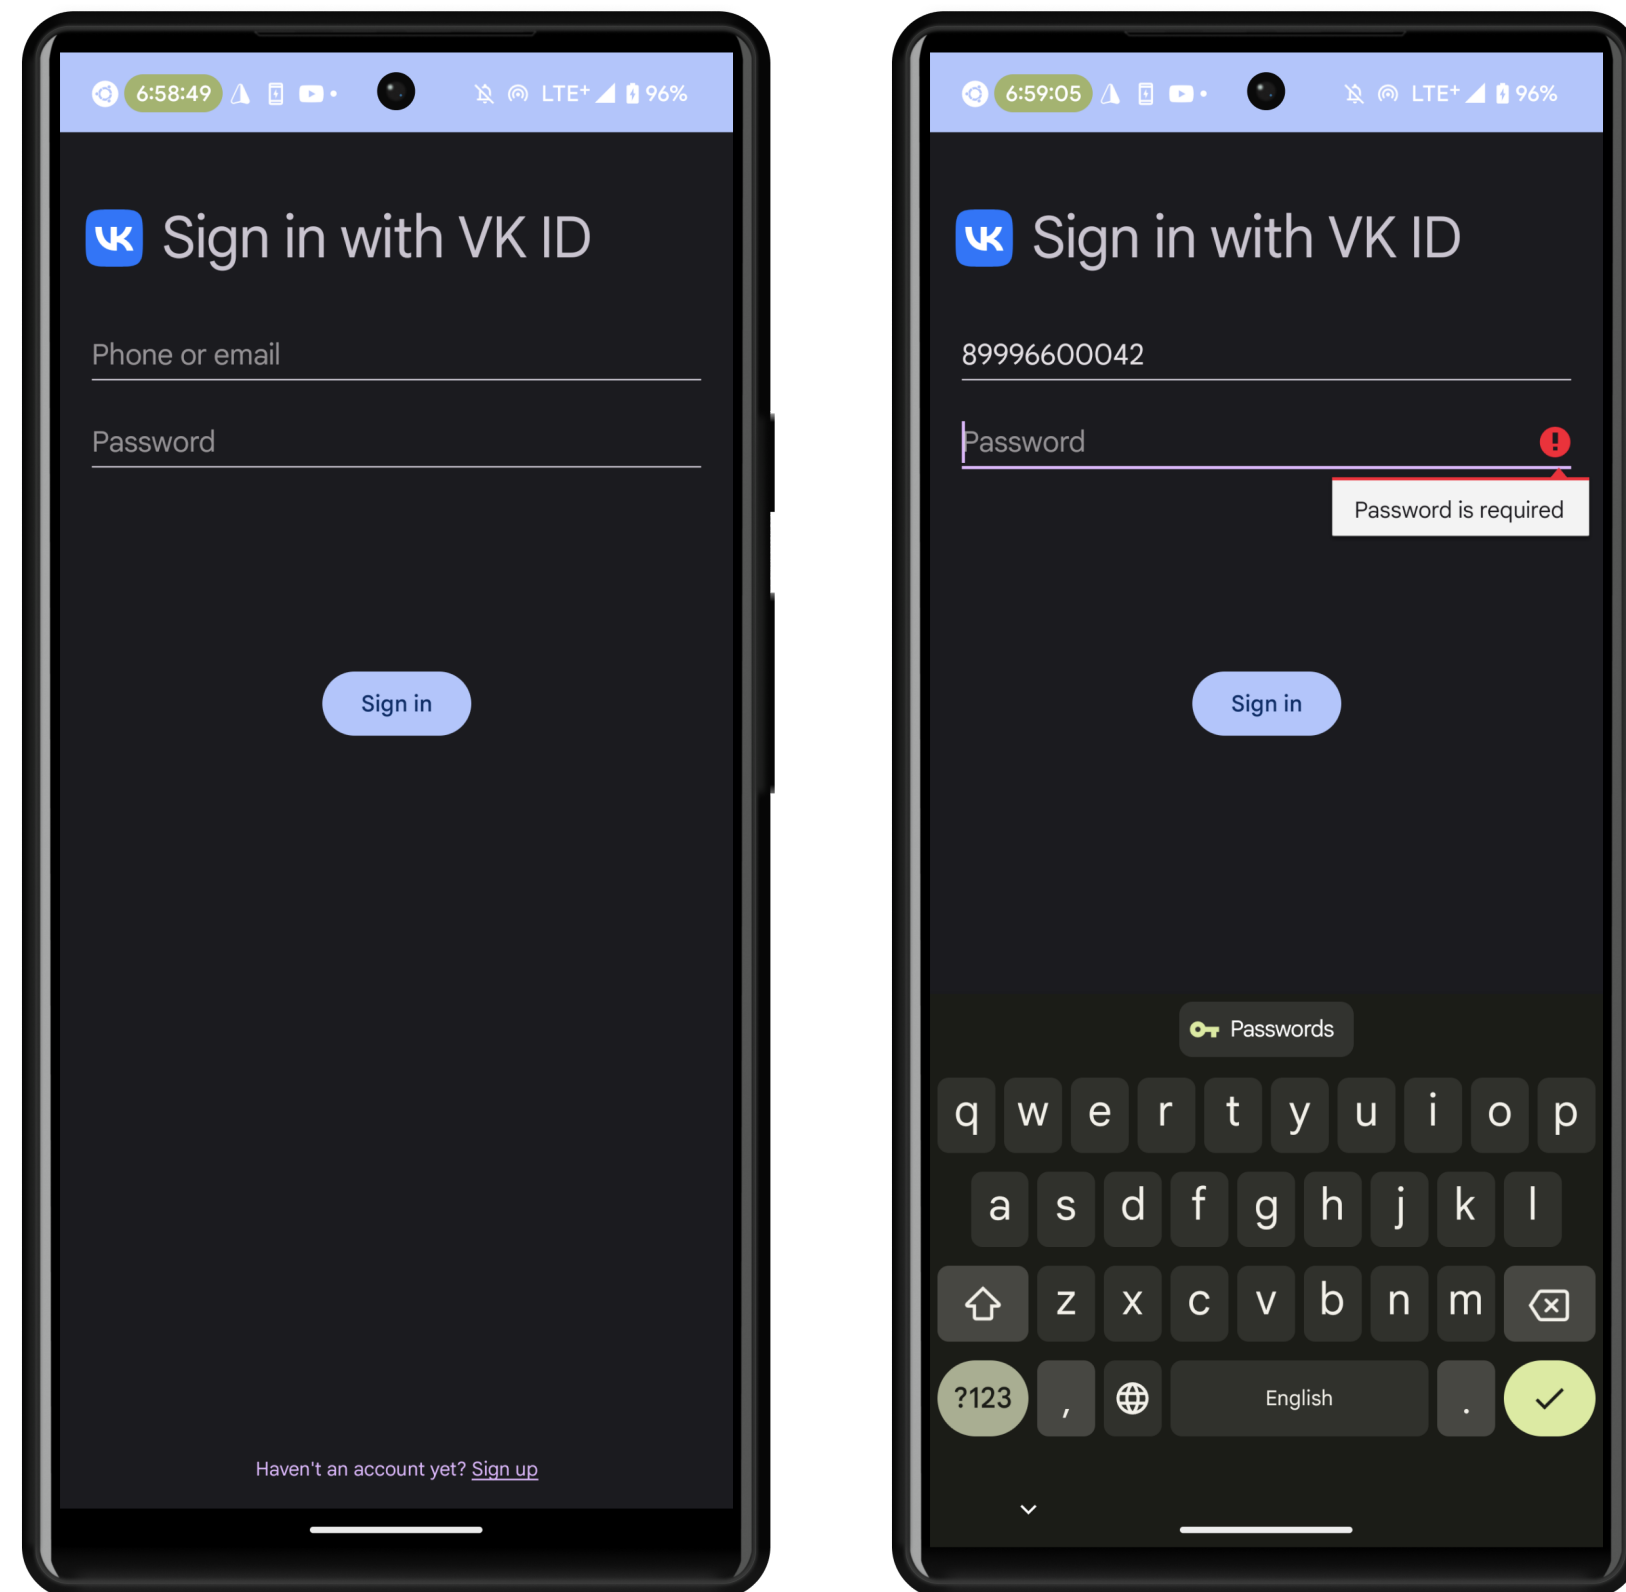 6:58:49 LTE+ 96%
VK Sign in with VK ID
Phone or email
Password
Sign in
Haven't an account yet? Sign up
6:59:05 LTE+ 96%
VK Sign in with VK ID
89996600042
Password
Password is required
Sign in
Passwords
q w e r t y u i o p
a s d f g h j k l
z x c v b n m
?123 , English .